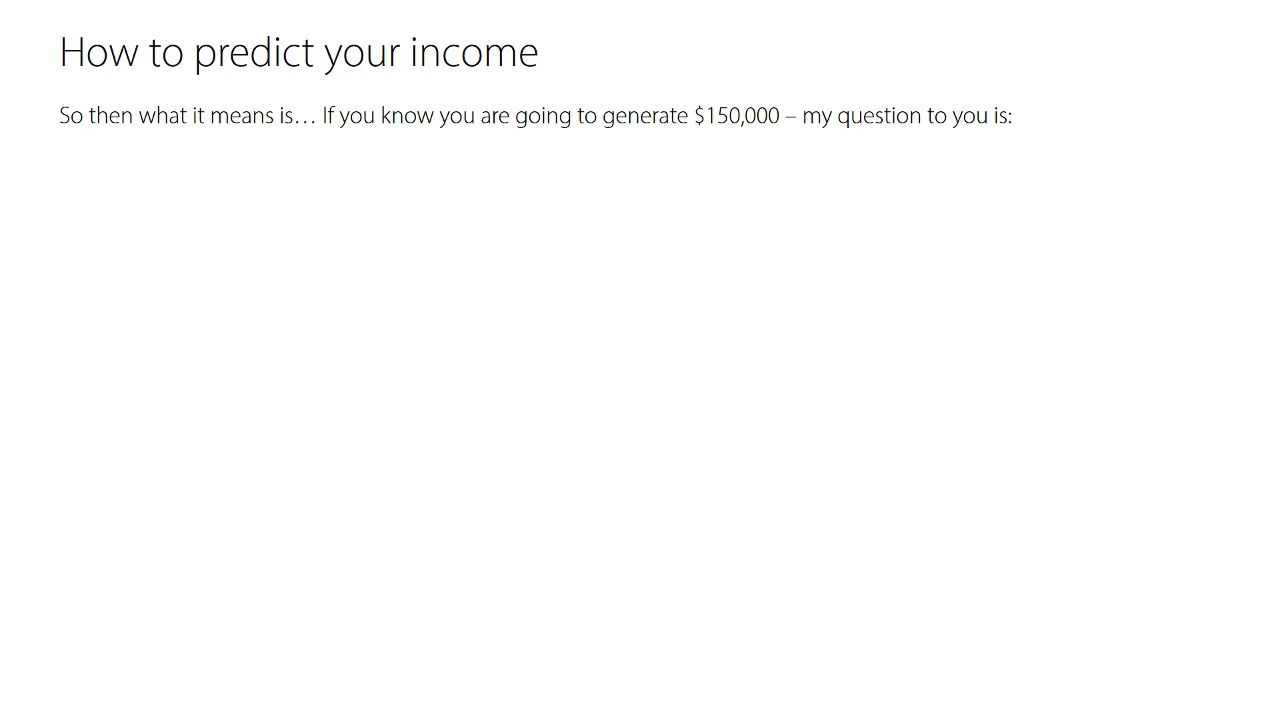 How to predict your income
So then what it means is… If you know you are going to generate $150,000 – my question to you is: